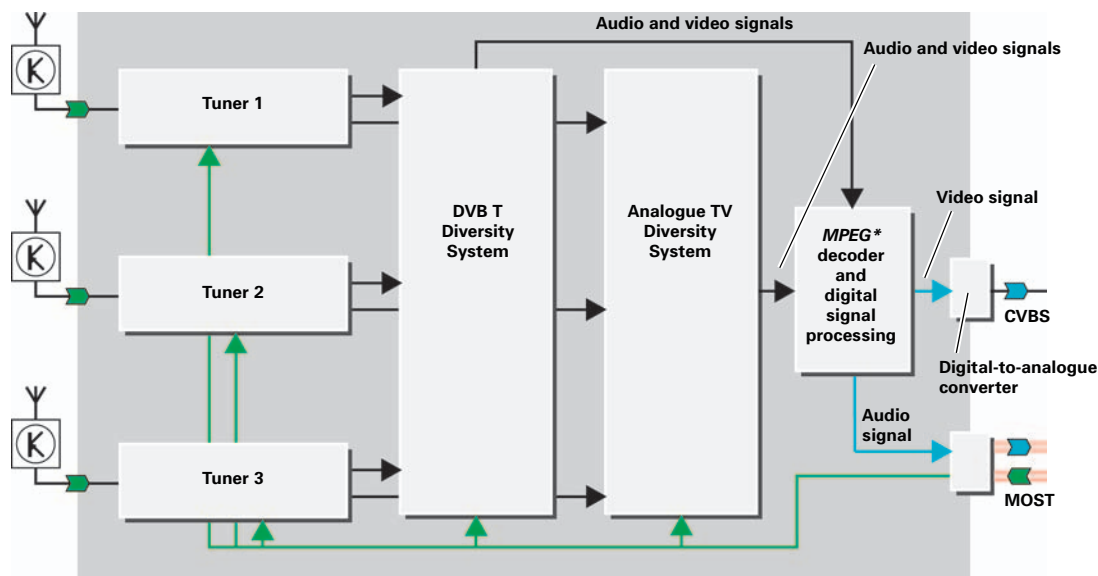 Audio and video signals
Audio and video signals
Tuner 1
DVB T
Diversity
System
Analogue TV
Diversity
System
Video signal
MPEG*
decoder
and
digital
signal
processing
Tuner 2
CVBS
Digital-to-analogue
converter
Audio
signal
Tuner 3
MOST